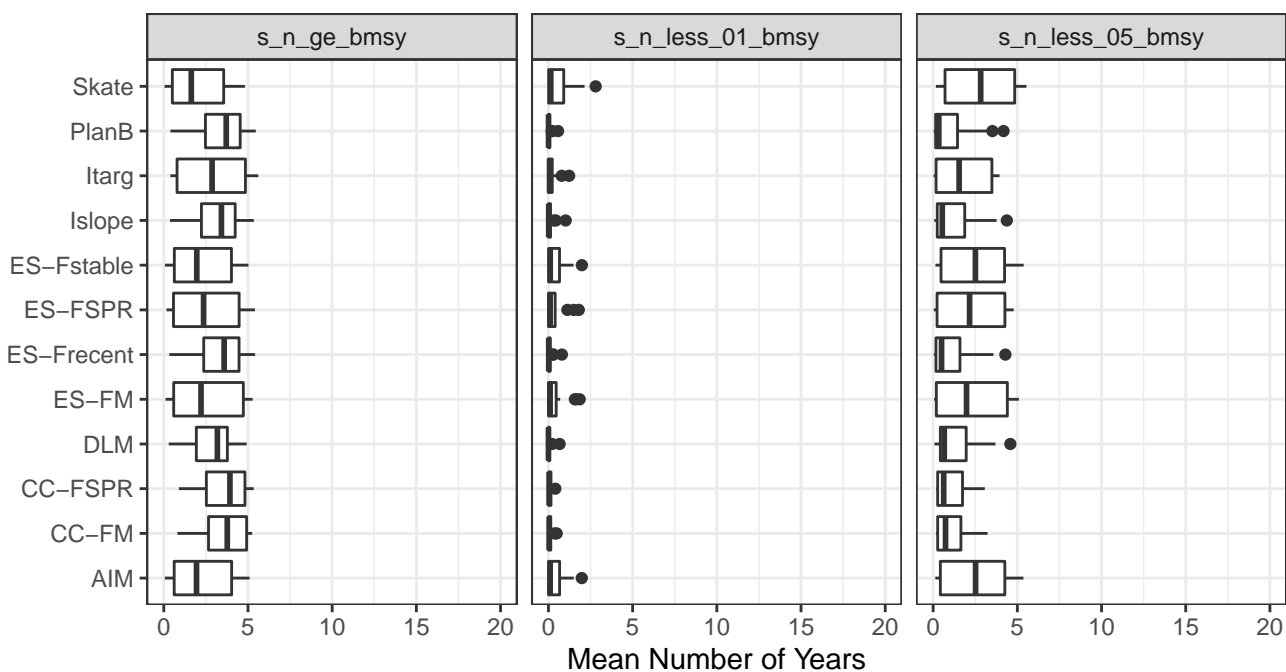 s_n_ge_bmsy s_n_less_01_bmsy s_n_less_05_bmsy
Skate
PlanB
Itarg
Islope
ES−Fstable
ES−FSPR
ES−Frecent
ES−FM
DLM
CC−FSPR
CC−FM
AIM
0 5 10 15 20 0 5 10 15 20 0 5 10 15 20
Mean Number of Years